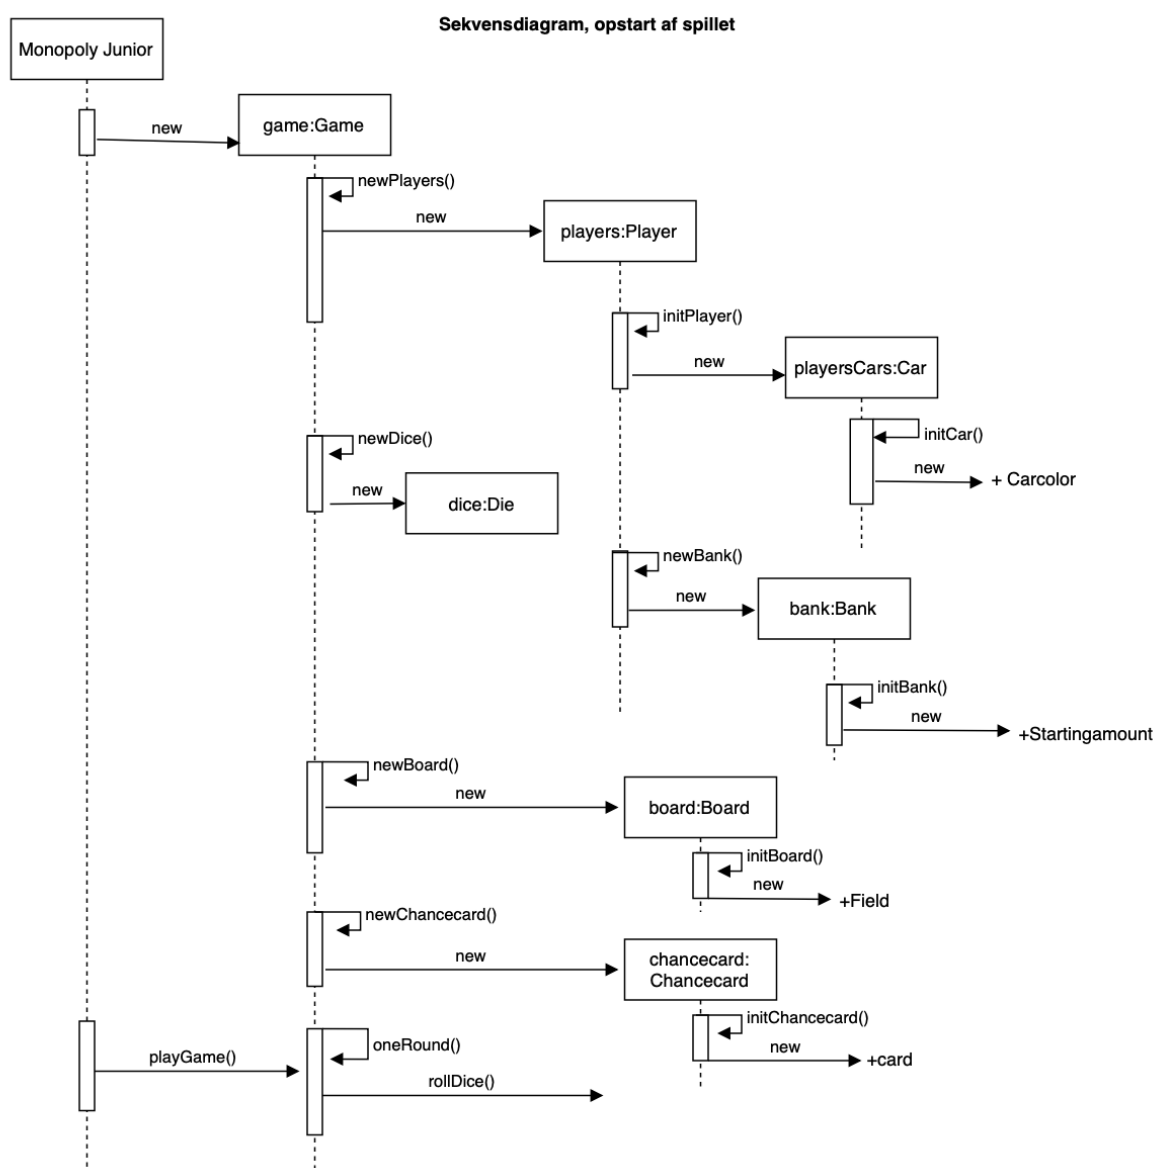 Sekvensdiagram, opstart af spillet
Monopoly Junior
new
game:Game
newPlayers()
new
players:Player
initPlayer()
new
playersCars:Car
initCar()
new
+ Carcolor
newDice()
new
dice:Die
newBank()
new
bank:Bank
initBank()
new
+Startingamount
newBoard()
new
board:Board
initBoard()
new
+Field
newChancecard()
new
chancecard:
Chancecard
initChancecard()
new
+card
playGame()
oneRound()
rollDice()